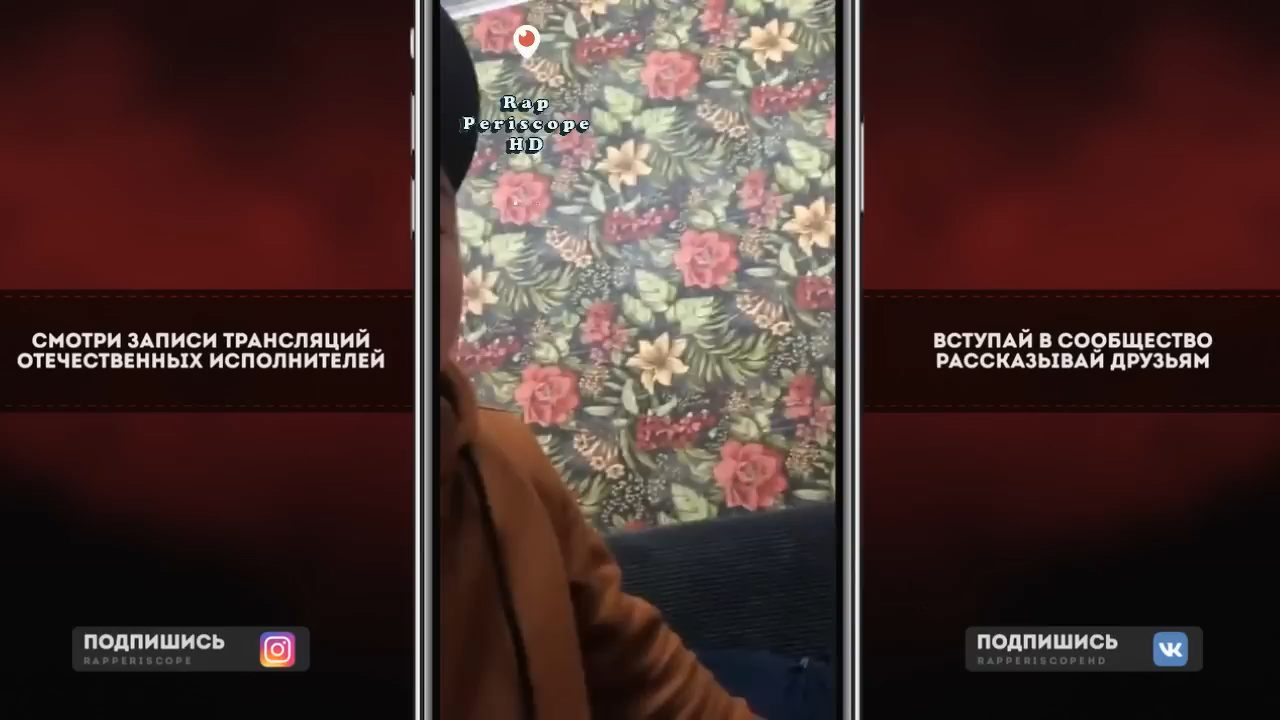 Rap
Periscope
HD
СМОТРИ ЗАПИСИ ТРАНСЛЯЦИЙ
ОТЕЧЕСТВЕННЫХ ИСПОЛНИТЕЛЕЙ
ВСТУПАЙ В СООБЩЕСТВО
РАССКАЗЫВАЙ ДРУЗЬЯМ
ПОДПИШИСЬ
RAPPERISCOPE
ПОДПИШИСЬ
RAPPERISCOPEHD